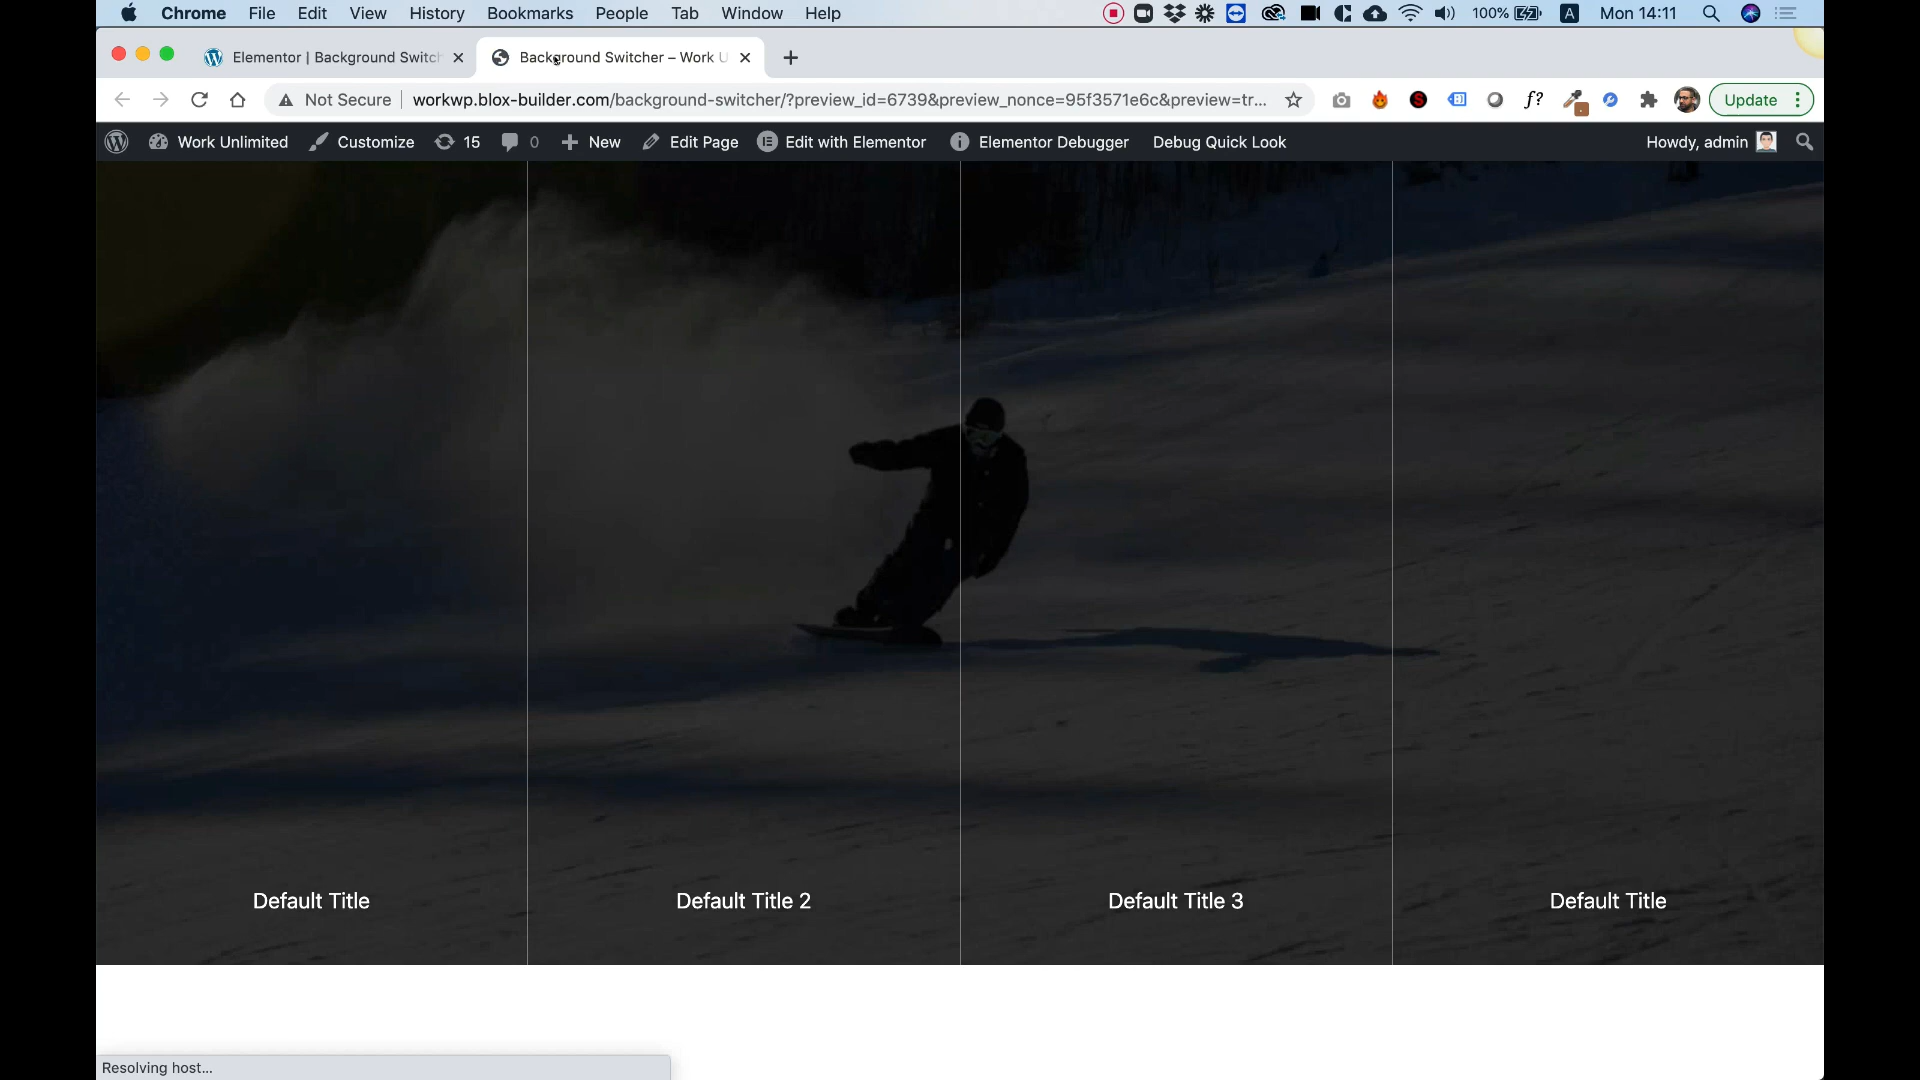 Chrome File Edit View History Bookmarks People Tab Window Help 100% A Mon 14:11
Elementor | Background Switch
Background Switcher – Work U
Not Secure workwp.blox-builder.com/background-switcher/?preview_id=6739&preview_nonce=95f3571e6c&preview=tr... S f? Update
Work Unlimited Customize 15 0 New Edit Page Edit with Elementor Elementor Debugger Debug Quick Look Howdy, admin
Default Title Default Title 2 Default Title 3 Default Title
Resolving host...